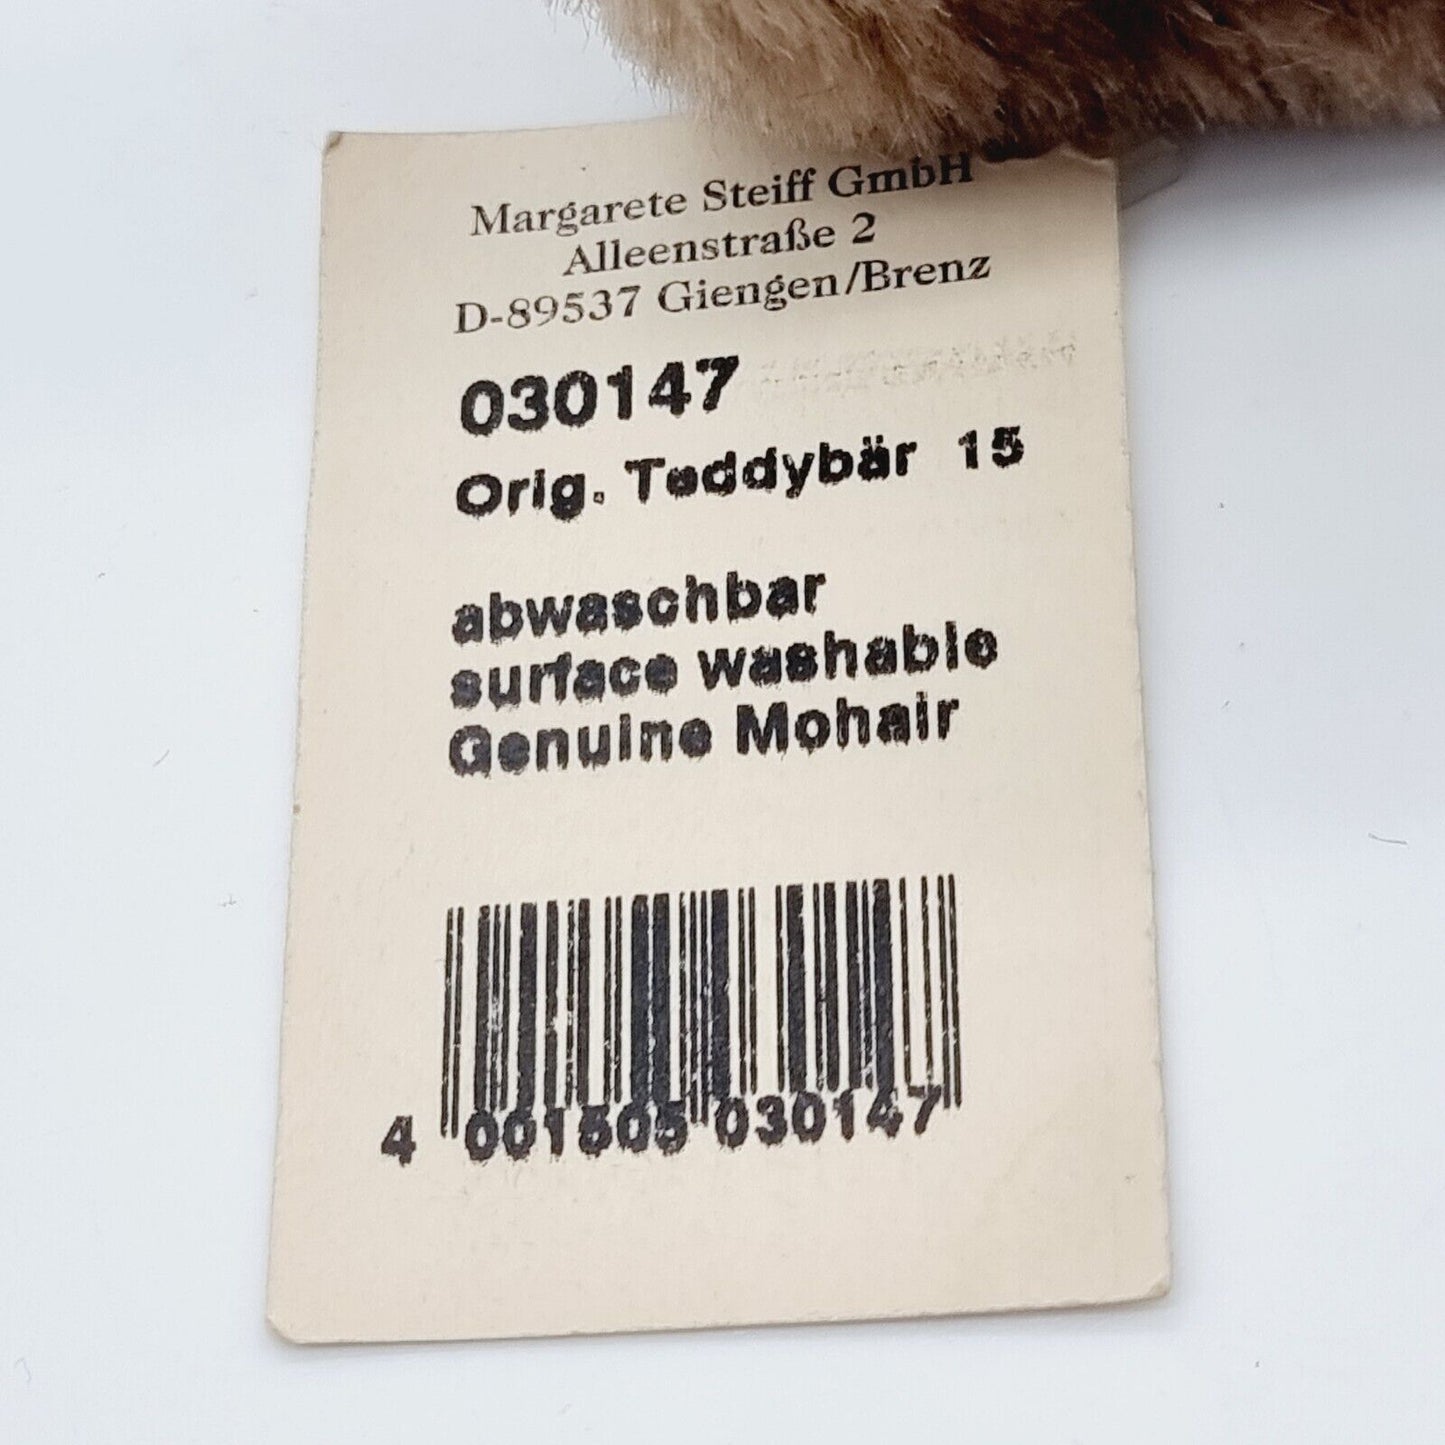 Margarete Steiff GmbH
Alleenstraße 2
D-89537 Giengen/Brenz
030147
Orig. Teddybär 15
abwaschbar
surface washable
Genuine Mohair
4 001505 030147